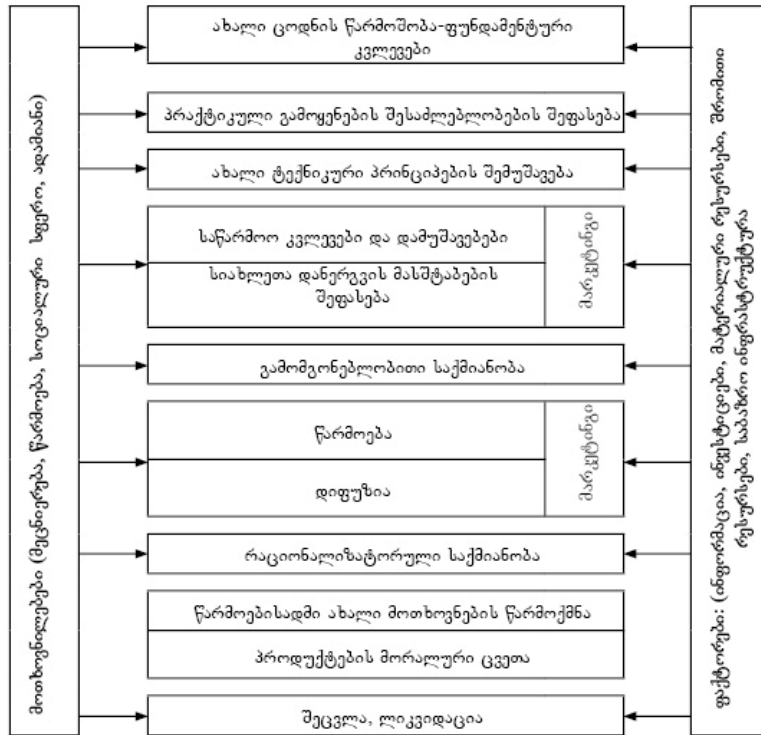 მოთხოვნილებები (მეცნიერება, წარმოება, სოციალური სფერო, ადამიანი)
ახალი ცოდნის წარმოშობა-ფუნდამენტური
კვლევები
პრაქტიკული გამოყენების შესაძლებლობების შეფასება
ახალი ტექნიკური პრინციპების შემუშავება
საწარმოო კვლევები და დამუშავებები
სიახლეთა დანერგვის მასშტაბების
შეფასება
მარკეტინგი
გამომგონებლობითი საქმიანობა
წარმოება
დიფუზია
მარკეტინგი
რაციონალიზატორული საქმიანობა
წარმოებისადმი ახალი მოთხოვნების წარმოქმნა
პროდუქტების მორალური ცვეთა
შეცვლა, ლიკვიდაცია
ფაქტორები: (ინფორმაცია, ინვესტიციები, მატერიალური რესურსები, შრომითი
რესურსები, საბაზრო ინფრასტრუქტურა